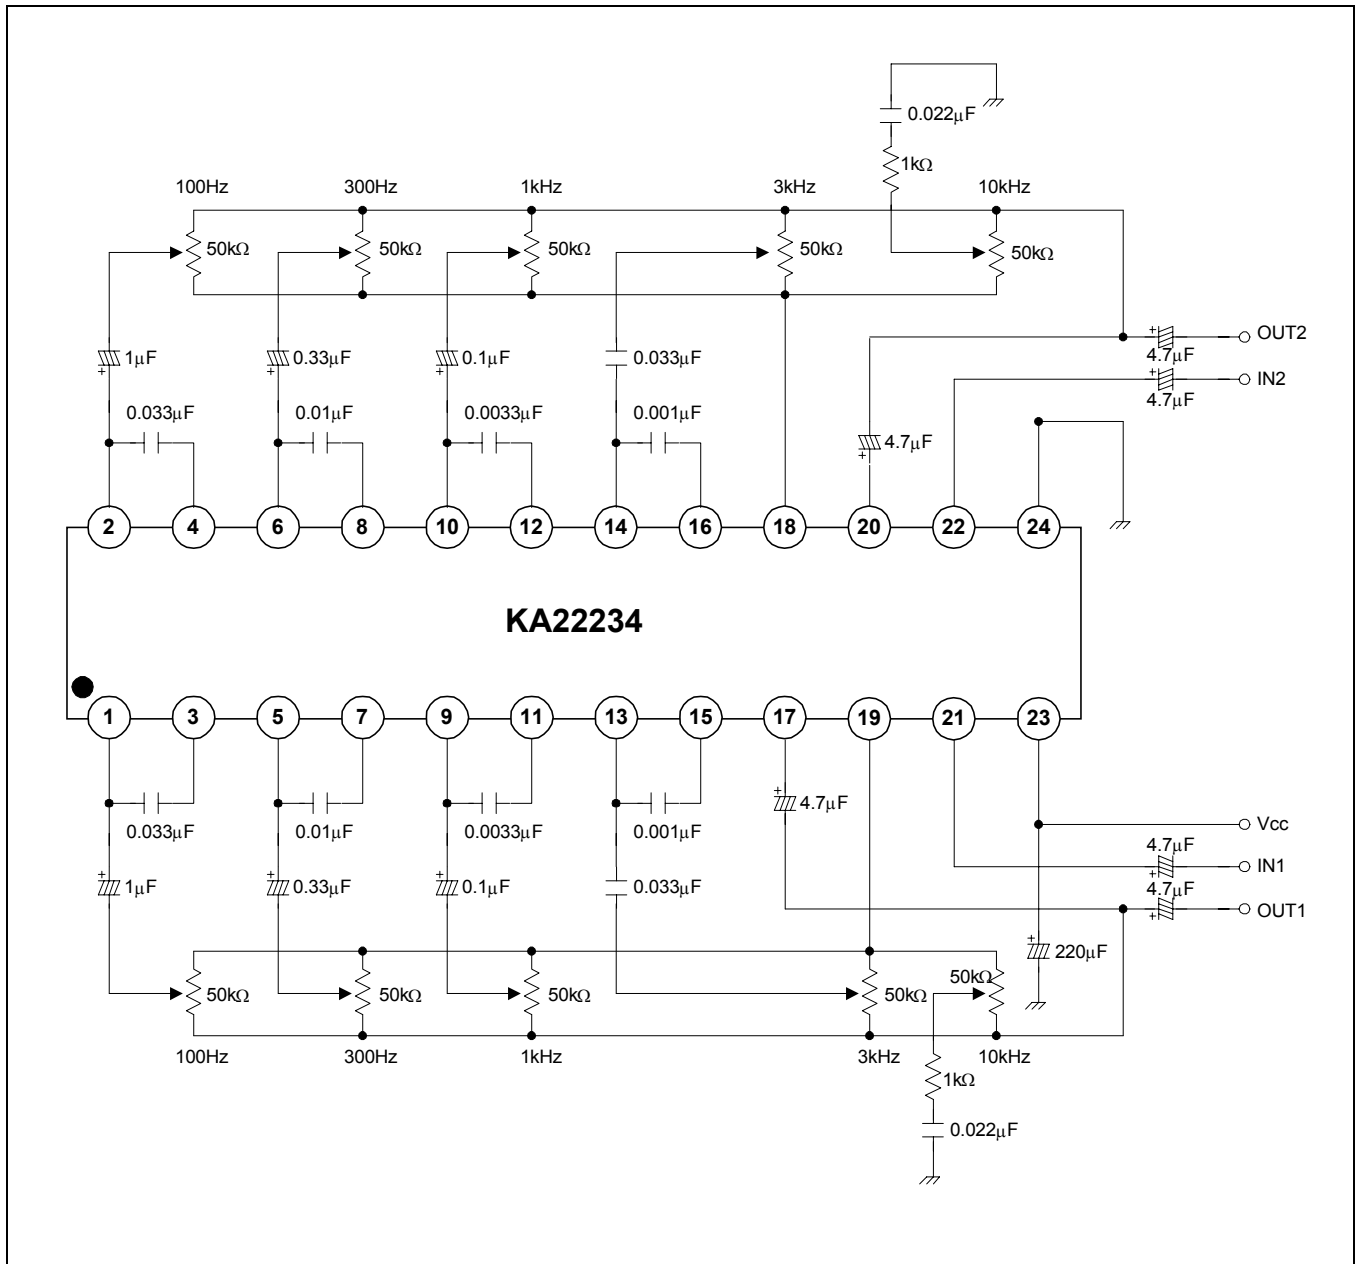 0.022μF
1kΩ
100Hz 300Hz 1kHz 3kHz 10kHz
50kΩ 50kΩ 50kΩ 50kΩ 50kΩ
+ OUT2
4.7μF
+ IN2
4.7μF
1μF 0.33μF 0.1μF 0.033μF
+ + +
0.033μF 0.01μF 0.0033μF 0.001μF
4.7μF
+
2 4 6 8 10 12 14 16 18 20 22 24
KA22234
1 3 5 7 9 11 13 15 17 19 21 23
+
4.7μF
0.033μF 0.01μF 0.0033μF 0.001μF
Vcc
4.7μF
+ IN1
+ + +
1μF 0.33μF 0.1μF 0.033μF
4.7μF
+ OUT1
+
220μF
50kΩ 50kΩ 50kΩ 50kΩ 50kΩ
100Hz 300Hz 1kHz 3kHz 10kHz
1kΩ
0.022μF